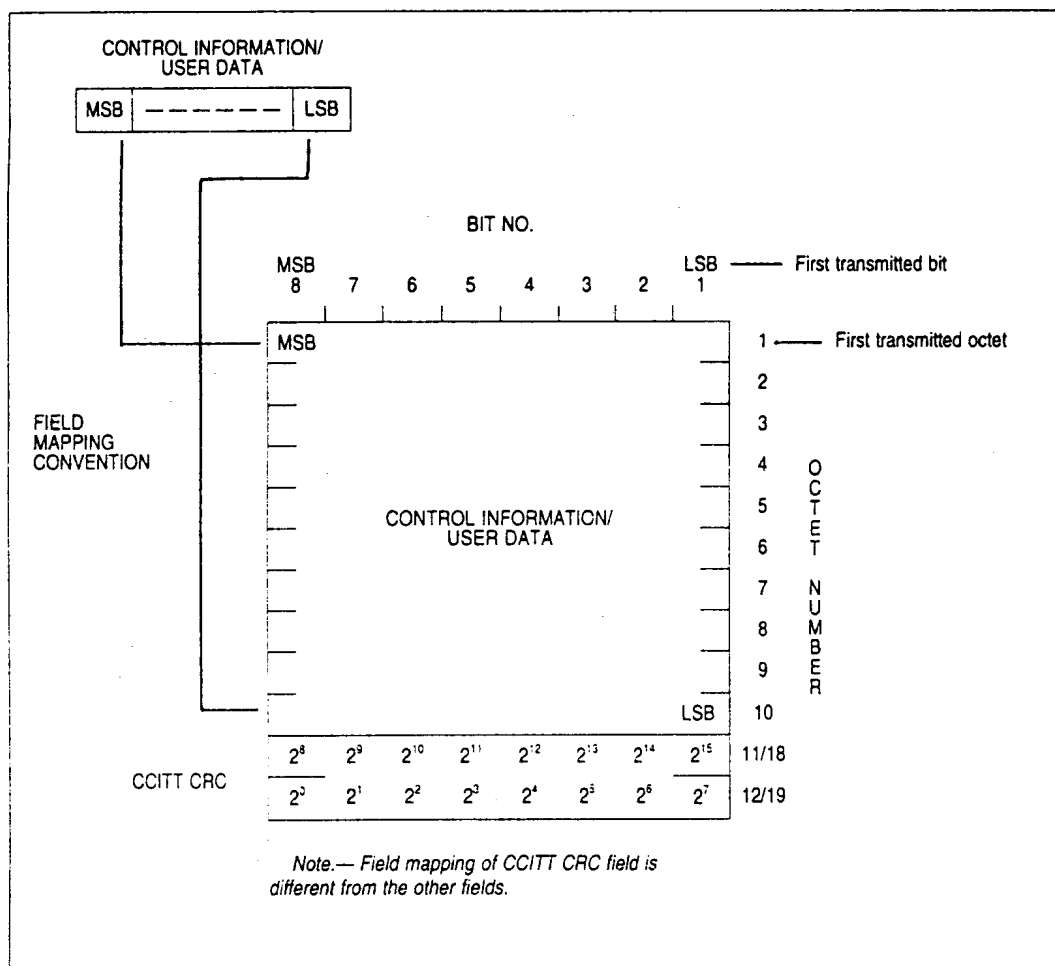 CONTROL INFORMATION/
USER DATA
MSB – – – – – – – LSB
BIT NO.
MSB LSB First transmitted bit
8 7 6 5 4 3 2 1
MSB 1 First transmitted octet
2
3
FIELD
MAPPING
CONVENTION
4
5
CONTROL INFORMATION/
USER DATA
6
7
8
9
LSB 10
OCTET NUMBER
2⁸ 2⁹ 2¹⁰ 2¹¹ 2¹² 2¹³ 2¹⁴ 2¹⁵ 11/18
CCITT CRC
2⁰ 2¹ 2² 2³ 2⁴ 2⁵ 2⁶ 2⁷ 12/19
Note.— Field mapping of CCITT CRC field is
different from the other fields.